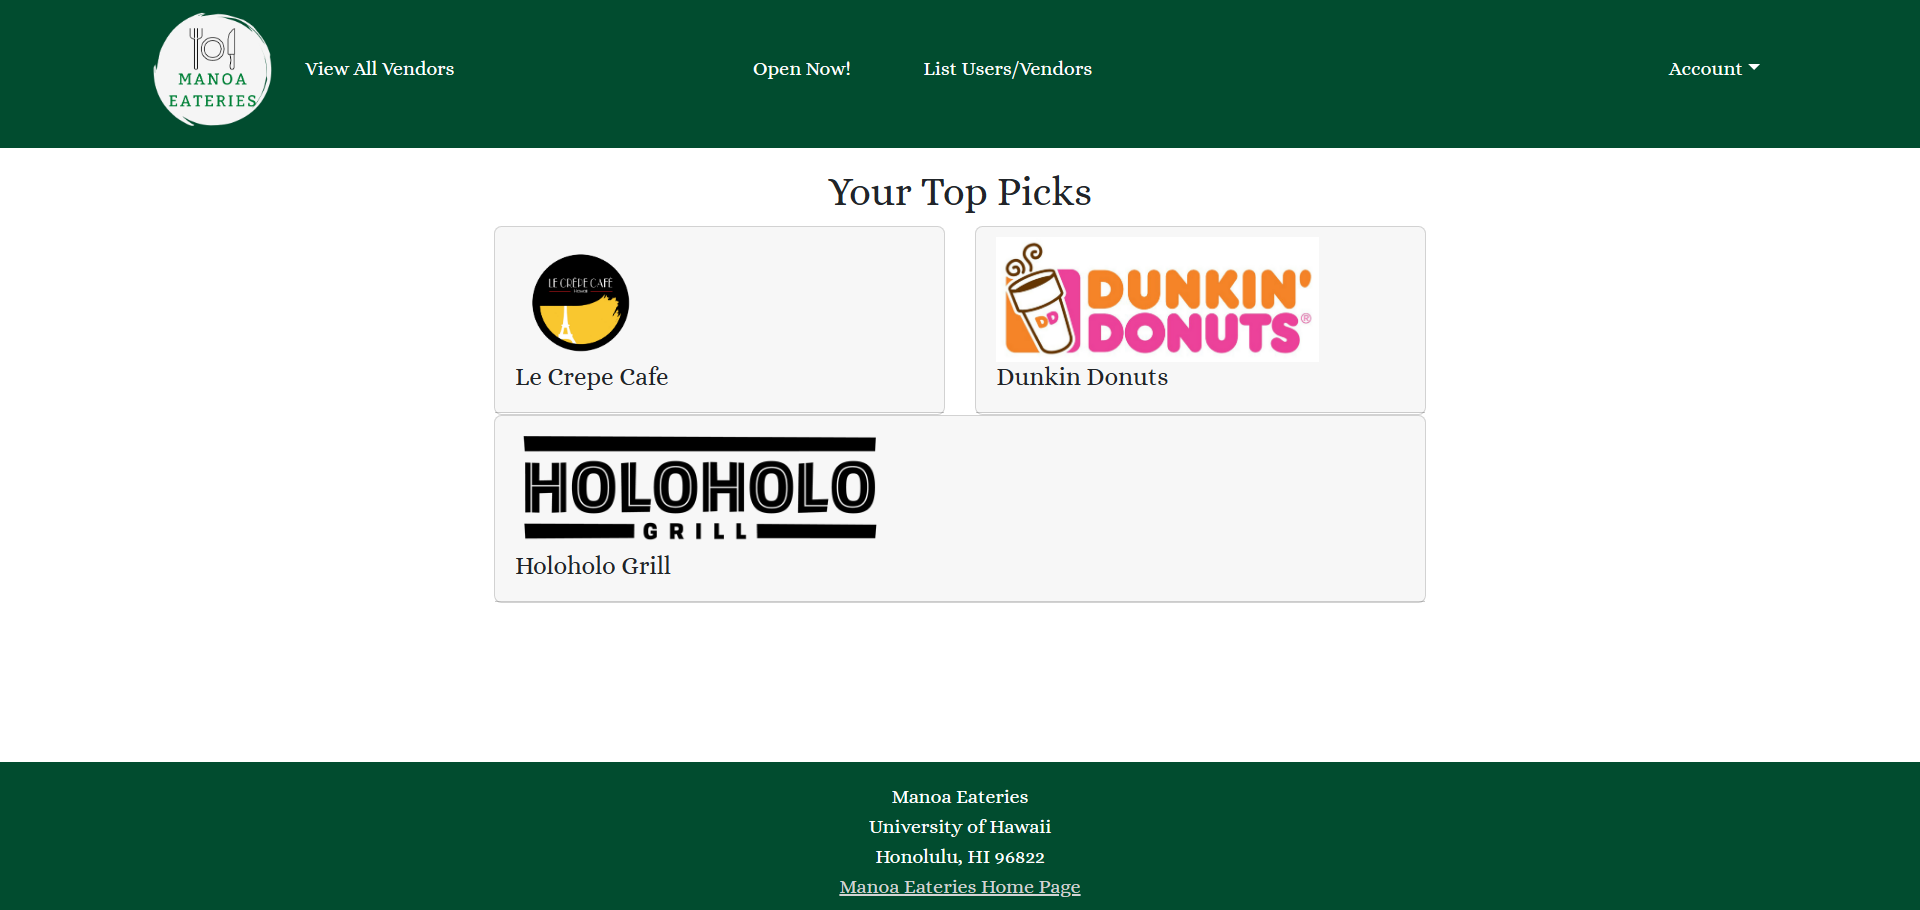 MANOA
EATERIES
View All Vendors
Open Now!
List Users/Vendors
Account
Your Top Picks
LE CRÊPE CAFÉ
Le Crepe Cafe
DUNKIN'
DONUTS®
DD
Dunkin Donuts
HOLOHOLO
GRILL
Holoholo Grill
Manoa Eateries
University of Hawaii
Honolulu, HI 96822
Manoa Eateries Home Page